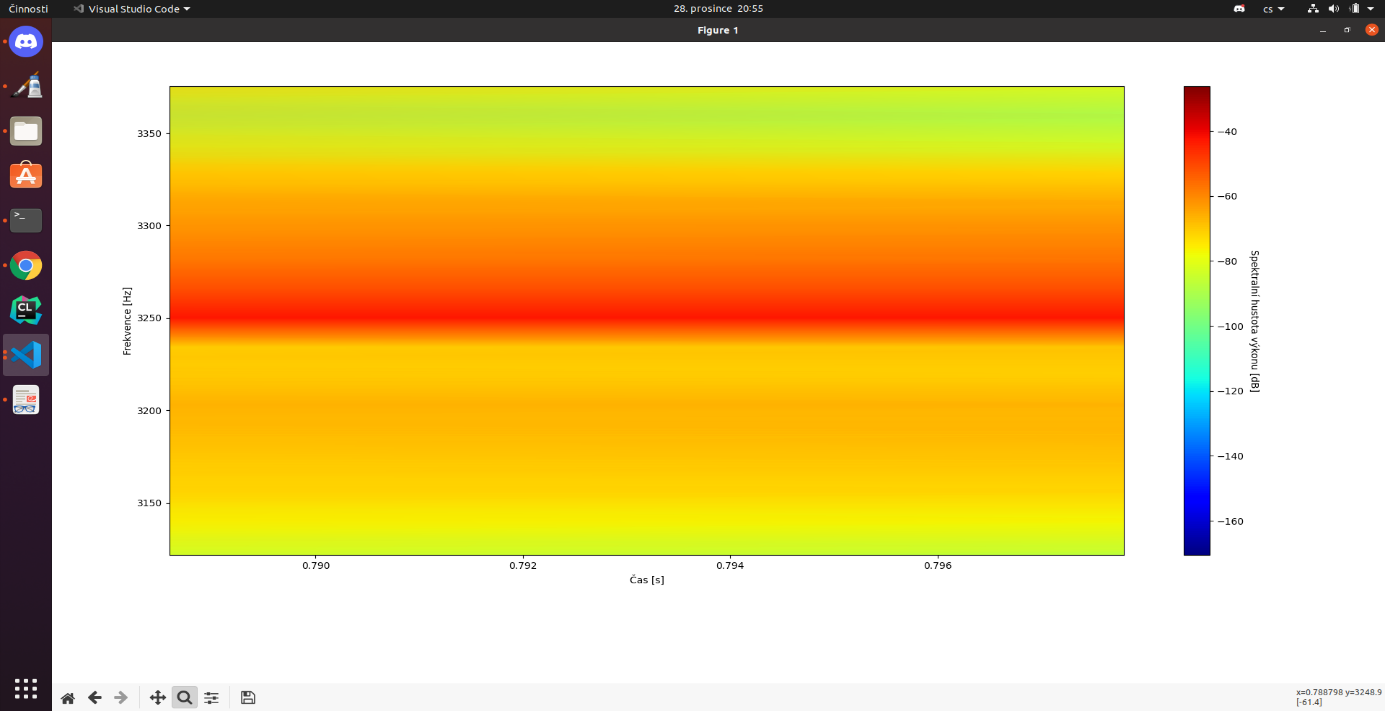 Činnosti
Visual Studio Code
28. prosince 20:55
cs
Figure 1
3350
3300
3250
3200
3150
Frekvence [Hz]
0.790
0.792
0.794
0.796
Čas [s]
−40
−60
−80
−100
−120
−140
−160
Spektralní hustota výkonu [dB]
>_
CL
x=0.788798 y=3248.9
[-61.4]